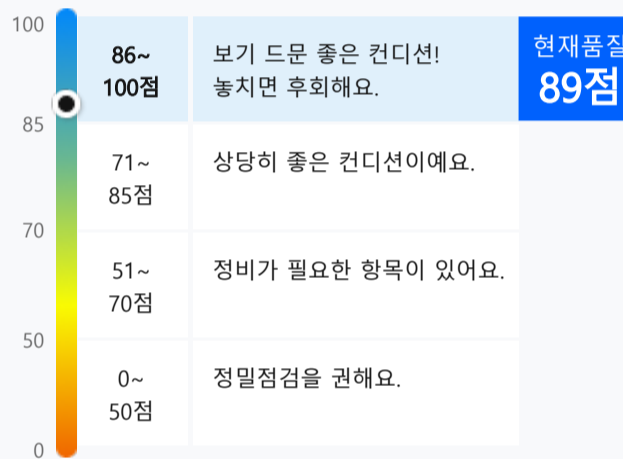 100
86~
100점
보기 드문 좋은 컨디션!
놓치면 후회해요.
현재품질
89점
85
71~
85점
상당히 좋은 컨디션이예요.
70
51~
70점
정비가 필요한 항목이 있어요.
50
0~
50점
정밀점검을 권해요.
0